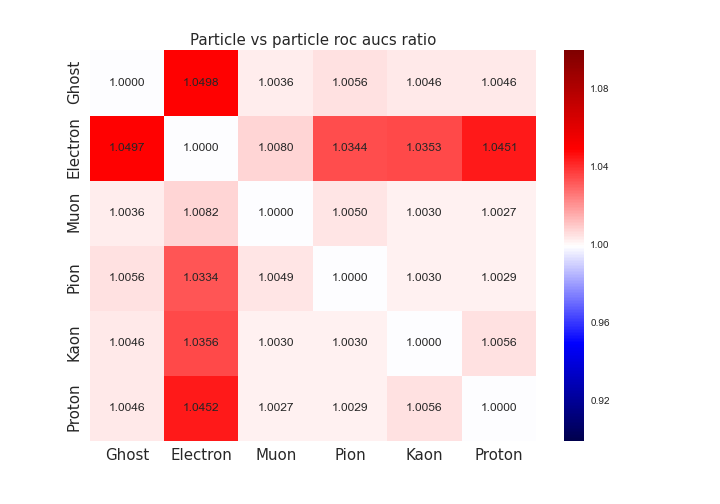 Particle vs particle roc aucs ratio
Ghost 1.0000 1.0498 1.0036 1.0056 1.0046 1.0046
Electron 1.0497 1.0000 1.0080 1.0344 1.0353 1.0451
Muon 1.0036 1.0082 1.0000 1.0050 1.0030 1.0027
Pion 1.0056 1.0334 1.0049 1.0000 1.0030 1.0029
Kaon 1.0046 1.0356 1.0030 1.0030 1.0000 1.0056
Proton 1.0046 1.0452 1.0027 1.0029 1.0056 1.0000
Ghost Electron Muon Pion Kaon Proton
1.08
1.04
1.00
0.96
0.92